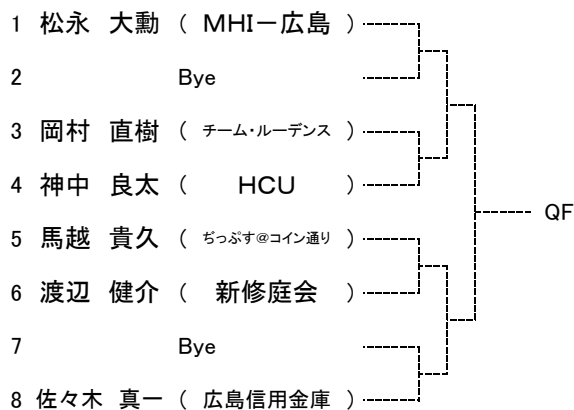 1 松永 大勳 ( MHI－広島 )
2 Bye
3 岡村 直樹 ( チーム・ルーデンス )
4 神中 良太 ( HCU )
QF
5 馬越 貴久 ( ぢっぷす@コイン通り )
6 渡辺 健介 ( 新修庭会 )
7 Bye
8 佐々木 真一 ( 広島信用金庫 )